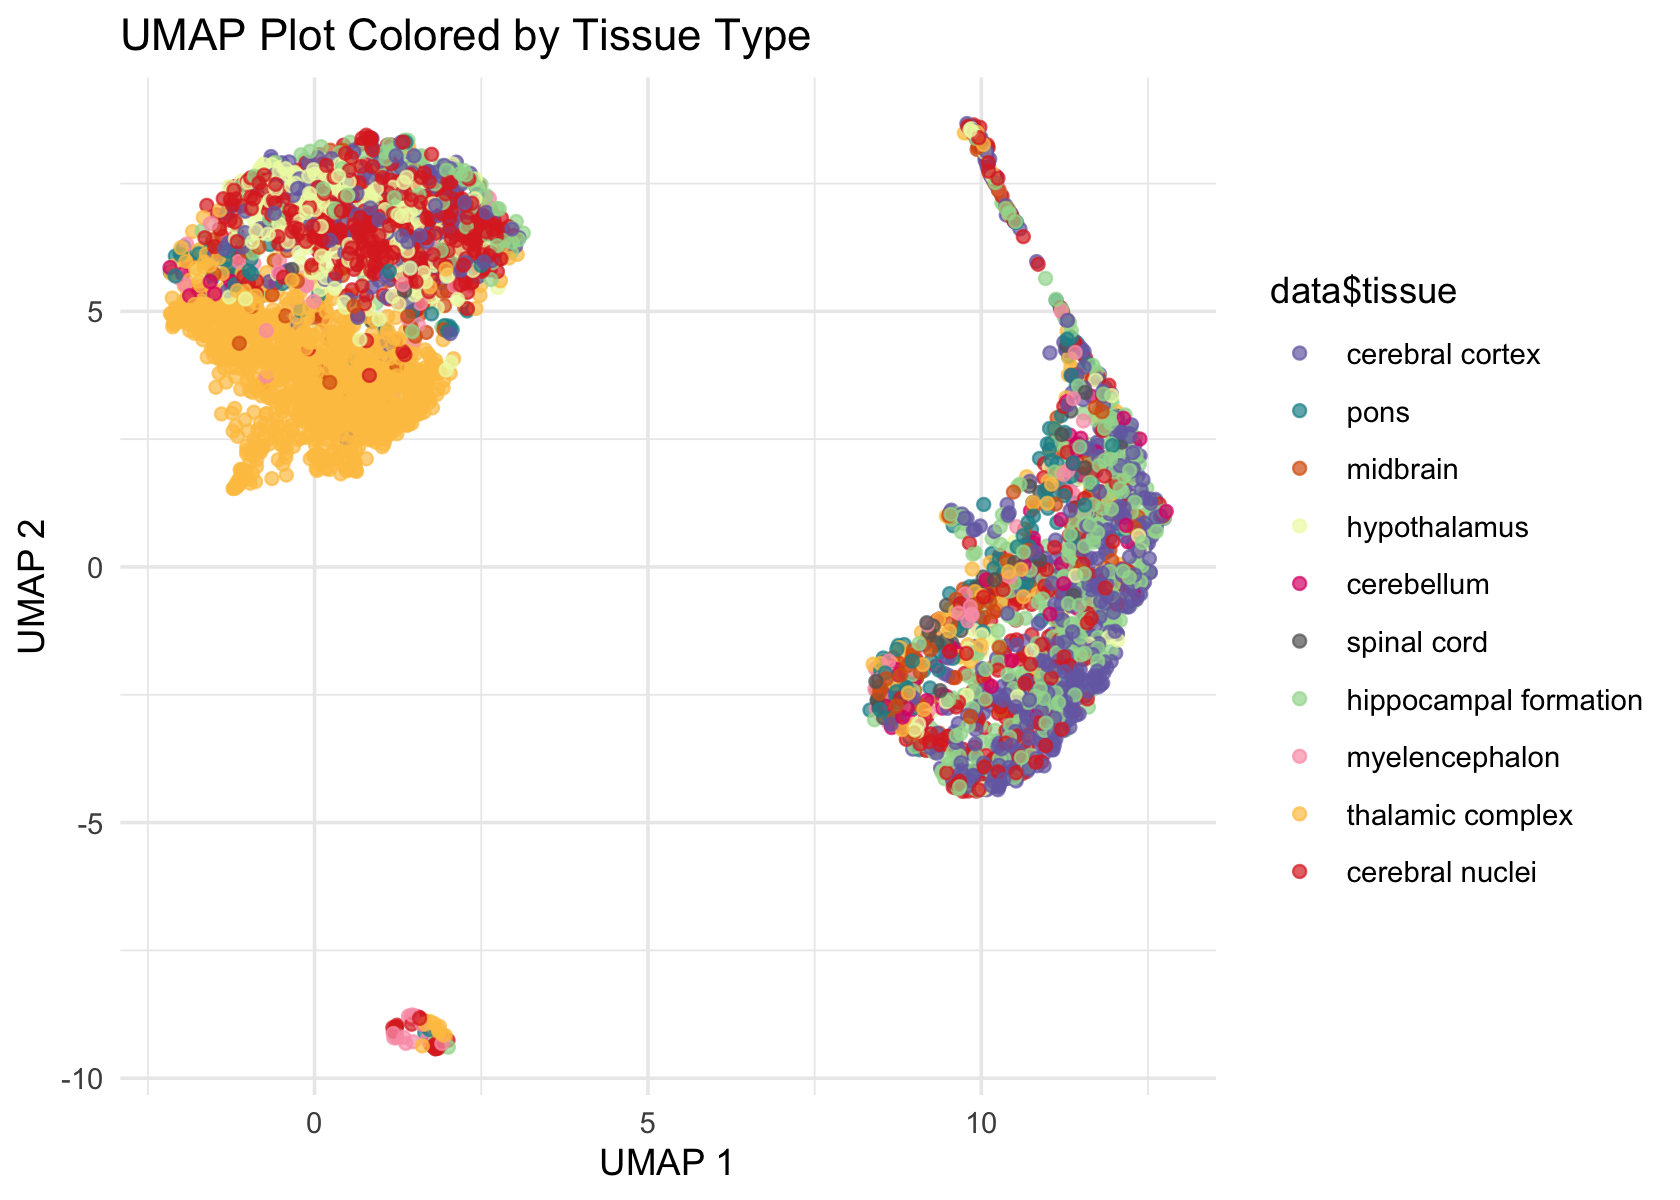 UMAP Plot Colored by Tissue Type
UMAP 2
5
0
-5
-10
0
5
10
UMAP 1
data$tissue
cerebral cortex
pons
midbrain
hypothalamus
cerebellum
spinal cord
hippocampal formation
myelencephalon
thalamic complex
cerebral nuclei